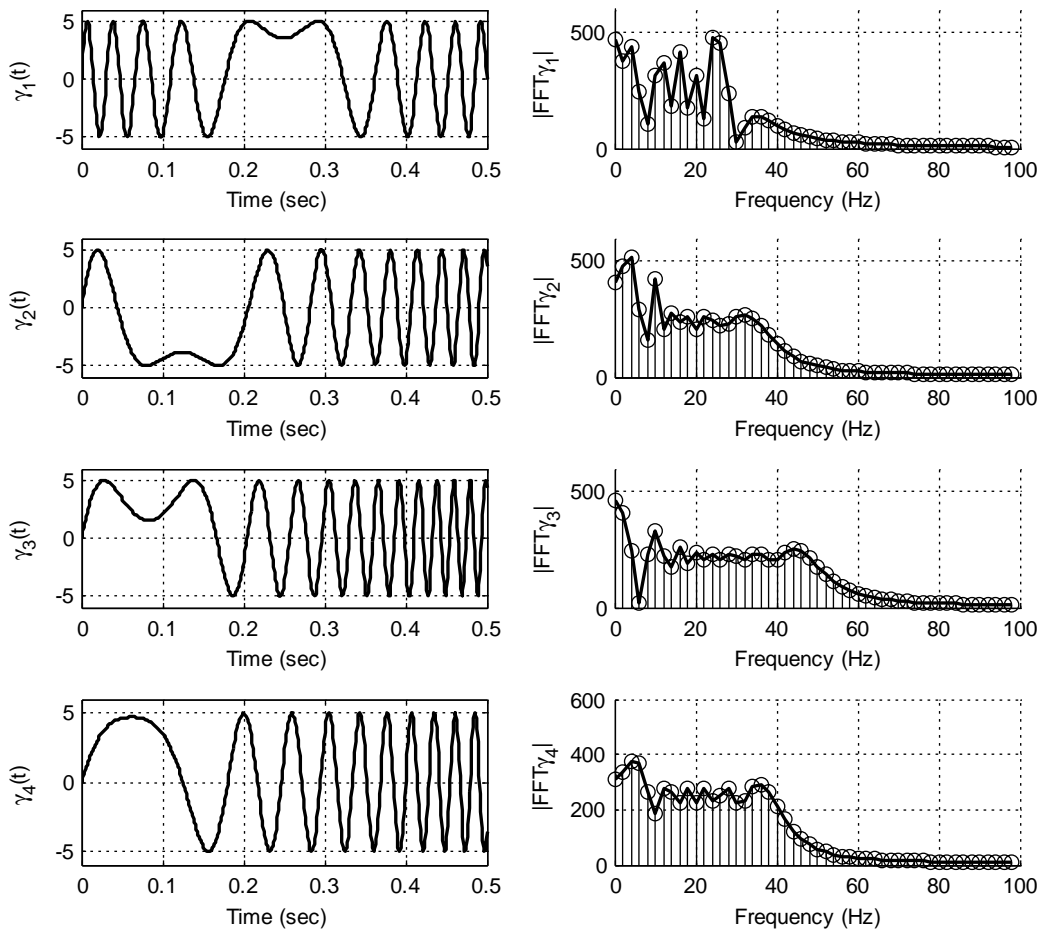 γ1(t)
5
0
-5
0 0.1 0.2 0.3 0.4 0.5
Time (sec)
|FFTγ1|
500
0
0 20 40 60 80 100
Frequency (Hz)
γ2(t)
5
0
-5
0 0.1 0.2 0.3 0.4 0.5
Time (sec)
|FFTγ2|
500
0
0 20 40 60 80 100
Frequency (Hz)
γ3(t)
5
0
-5
0 0.1 0.2 0.3 0.4 0.5
Time (sec)
|FFTγ3|
500
0
0 20 40 60 80 100
Frequency (Hz)
γ4(t)
5
0
-5
0 0.1 0.2 0.3 0.4 0.5
Time (sec)
|FFTγ4|
600
400
200
0
0 20 40 60 80 100
Frequency (Hz)